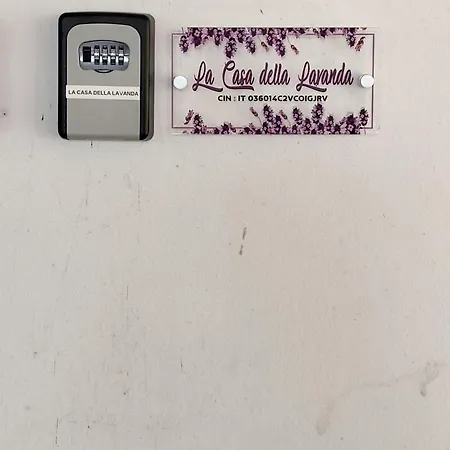 LA CASA DELLA LAVANDA
La Casa della Lavanda
CIN : IT 036014C2VCOIGJRV